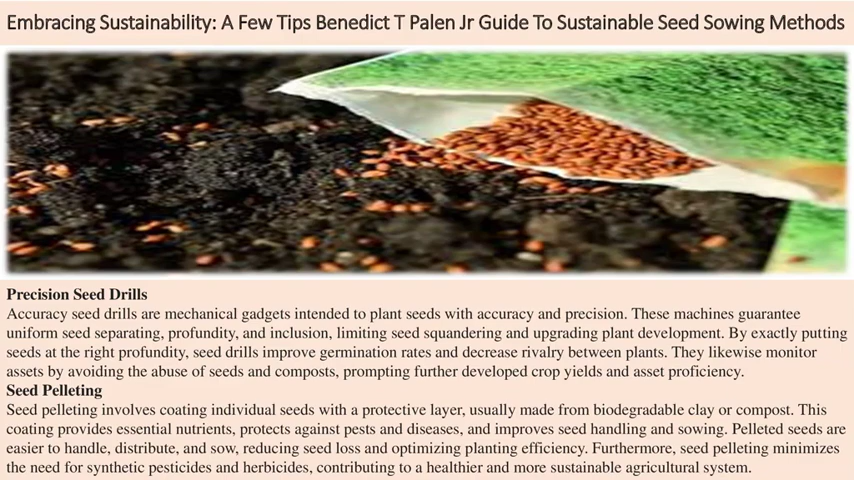 Embracing Sustainability: A Few Tips Benedict T Palen Jr Guide To Sustainable Seed Sowing Methods
Precision Seed Drills
Accuracy seed drills are mechanical gadgets intended to plant seeds with accuracy and precision. These machines guarantee
uniform seed separating, profundity, and inclusion, limiting seed squandering and upgrading plant development. By exactly putting
seeds at the right profundity, seed drills improve germination rates and decrease rivalry between plants. They likewise monitor
assets by avoiding the abuse of seeds and composts, prompting further developed crop yields and asset proficiency.
Seed Pelleting
Seed pelleting involves coating individual seeds with a protective layer, usually made from biodegradable clay or compost. This
coating provides essential nutrients, protects against pests and diseases, and improves seed handling and sowing. Pelleted seeds are
easier to handle, distribute, and sow, reducing seed loss and optimizing planting efficiency. Furthermore, seed pelleting minimizes
the need for synthetic pesticides and herbicides, contributing to a healthier and more sustainable agricultural system.